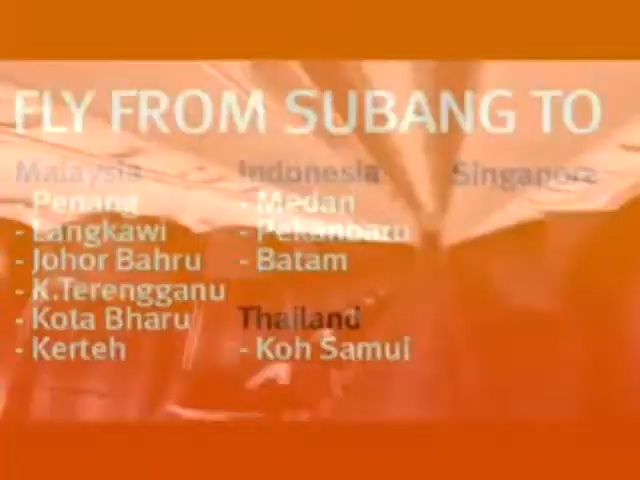 FLY FROM SUBANG TO
Malaysia
- Penang
- Langkawi
- Johor Bahru
- K.Terengganu
- Kota Bharu
- Kerteh
Indonesia
- Medan
- Pekanbaru
- Batam
Thailand
- Koh Samui
Singapore